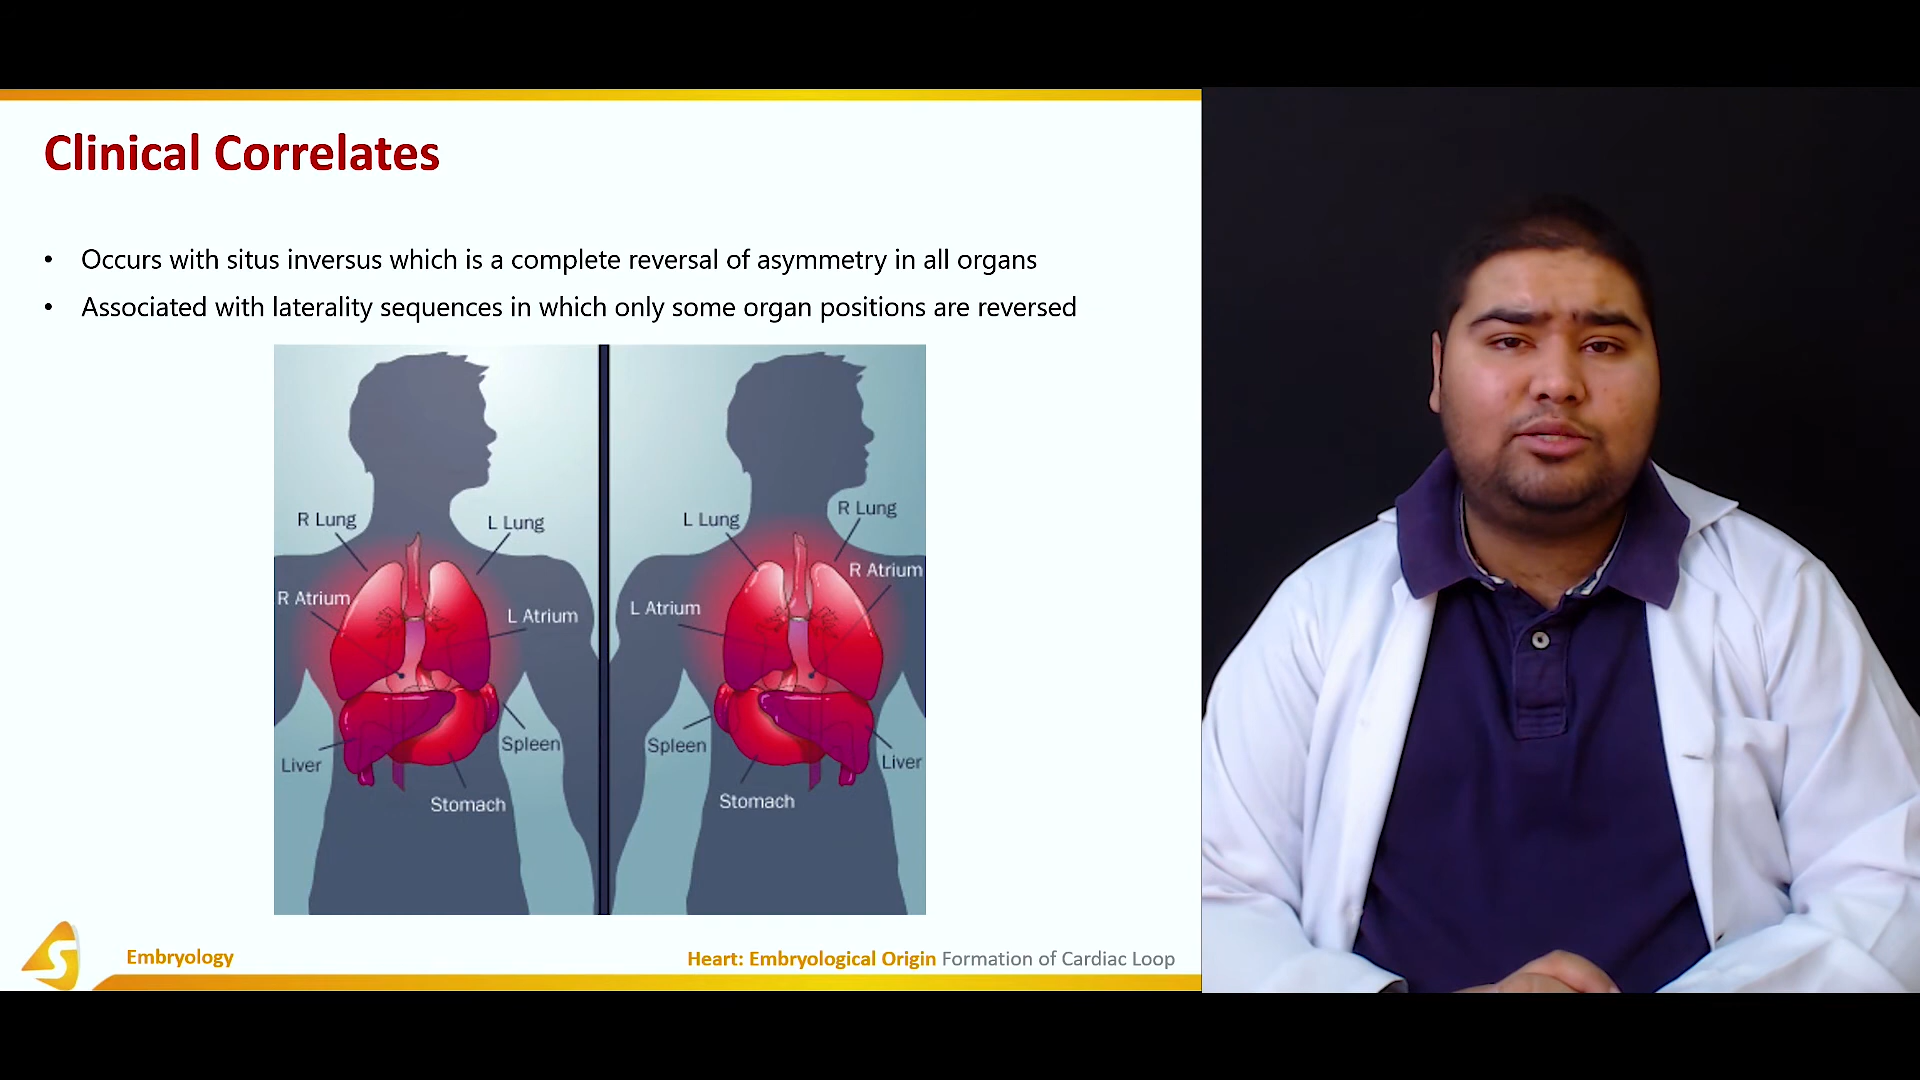 Clinical Correlates
• Occurs with situs inversus which is a complete reversal of asymmetry in all organs
• Associated with laterality sequences in which only some organ positions are reversed
R Lung
L Lung
R Atrium
L Atrium
Liver
Spleen
Stomach
L Lung
R Lung
R Atrium
L Atrium
Spleen
Liver
Stomach
S
Embryology
Heart: Embryological Origin Formation of Cardiac Loop